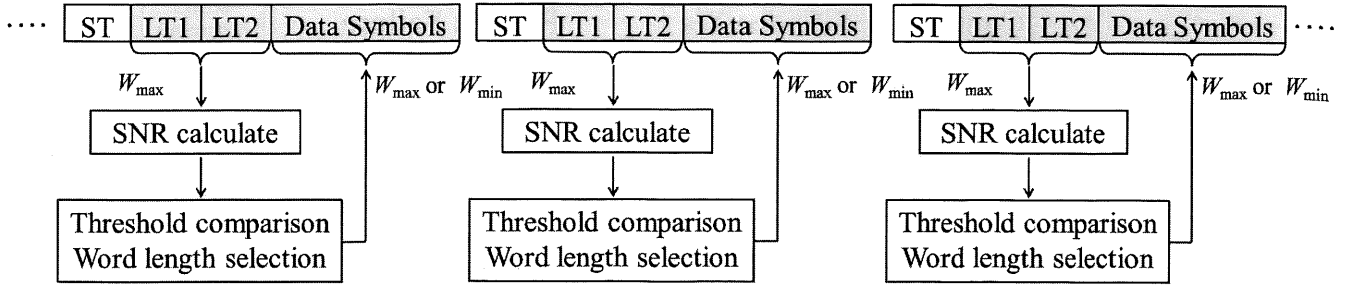 .... ST LT1 LT2 Data Symbols ST LT1 LT2 Data Symbols ST LT1 LT2 Data Symbols ....
Wmax Wmax or Wmin Wmax Wmax or Wmin Wmax Wmax or Wmin
SNR calculate SNR calculate SNR calculate
Threshold comparison Threshold comparison Threshold comparison
Word length selection Word length selection Word length selection